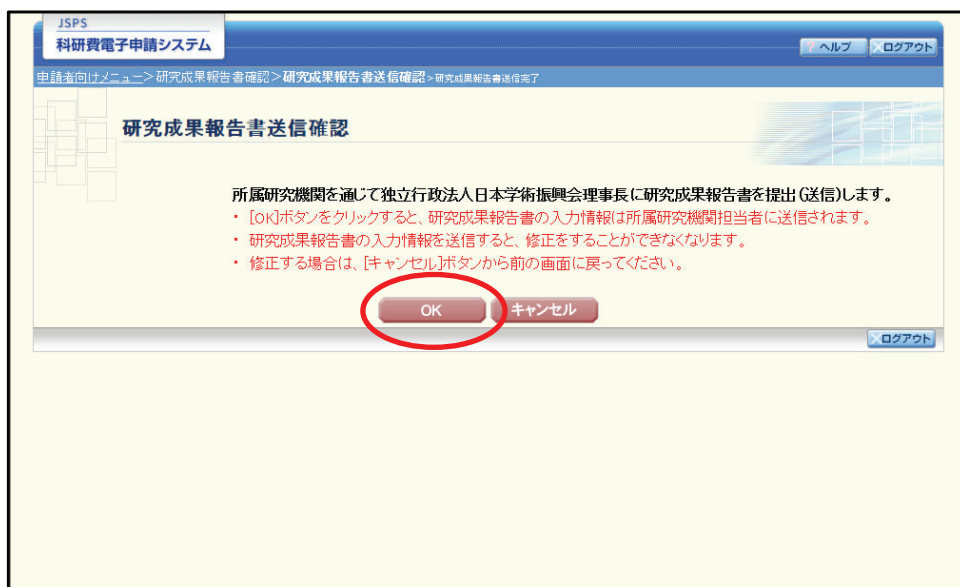 JSPS
科研費電子申請システム
? ヘルプ
×ログアウト
申請者向けメニュー>研究成果報告書確認>研究成果報告書送信確認>研究成果報告書送信完了
研究成果報告書送信確認
所属研究機関を通じて独立行政法人日本学術振興会理事長に研究成果報告書を提出(送信)します。
・ [OK]ボタンをクリックすると、研究成果報告書の入力情報は所属研究機関担当者に送信されます。
・ 研究成果報告書の入力情報を送信すると、修正をすることができなくなります。
・ 修正する場合は、[キャンセル]ボタンから前の画面に戻ってください。
OK
キャンセル
×ログアウト